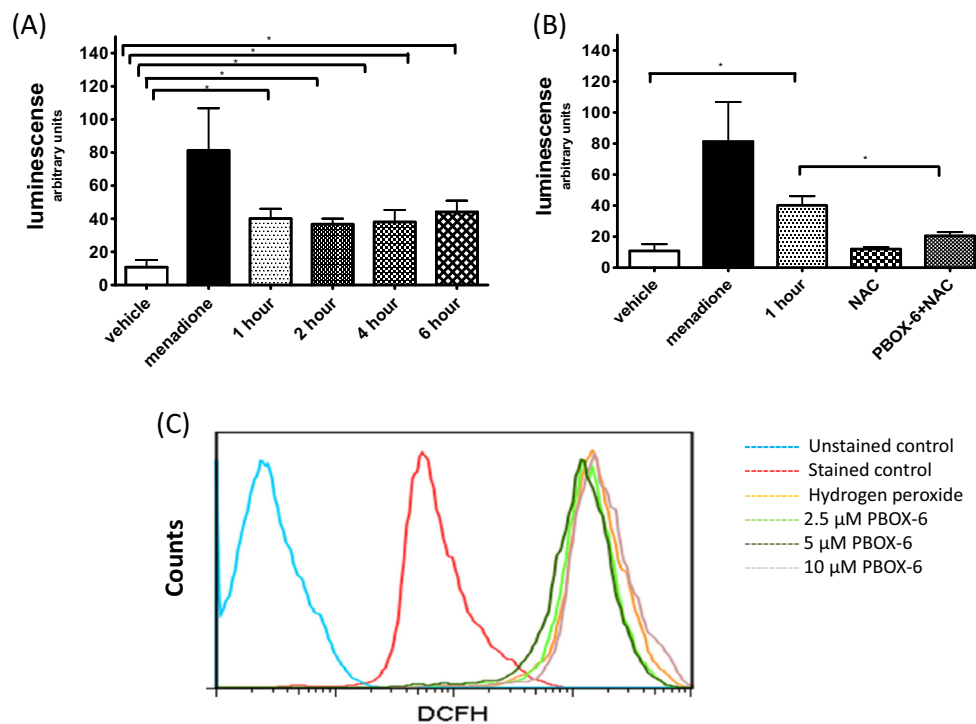 (A)
luminescense
arbitrary units
140
120
100
80
60
40
20
0
*
*
*
*
*
vehicle
menadione
1 hour
2 hour
4 hour
6 hour
(B)
luminescense
arbitrary units
140
120
100
80
60
40
20
0
*
*
vehicle
menadione
1 hour
NAC
PBOX-6+NAC
(C)
Counts
DCFH
Unstained control
Stained control
Hydrogen peroxide
2.5 μM PBOX-6
5 μM PBOX-6
10 μM PBOX-6